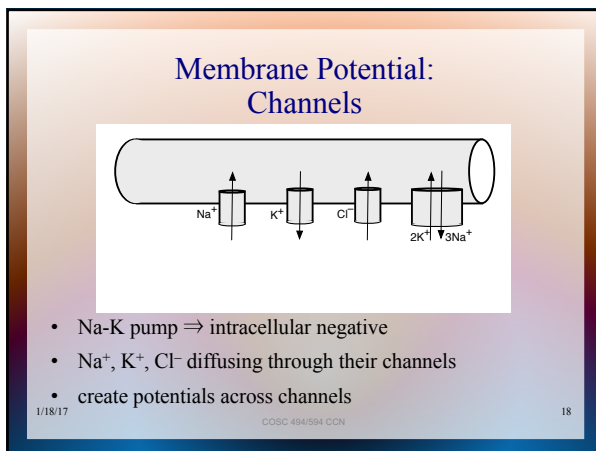 Membrane Potential:
Channels
Na⁺
K⁺
Cl⁻
2K⁺
3Na⁺
• Na-K pump ⇒ intracellular negative
• Na⁺, K⁺, Cl⁻ diffusing through their channels
• create potentials across channels
1/18/17
COSC 494/594 CCN
18